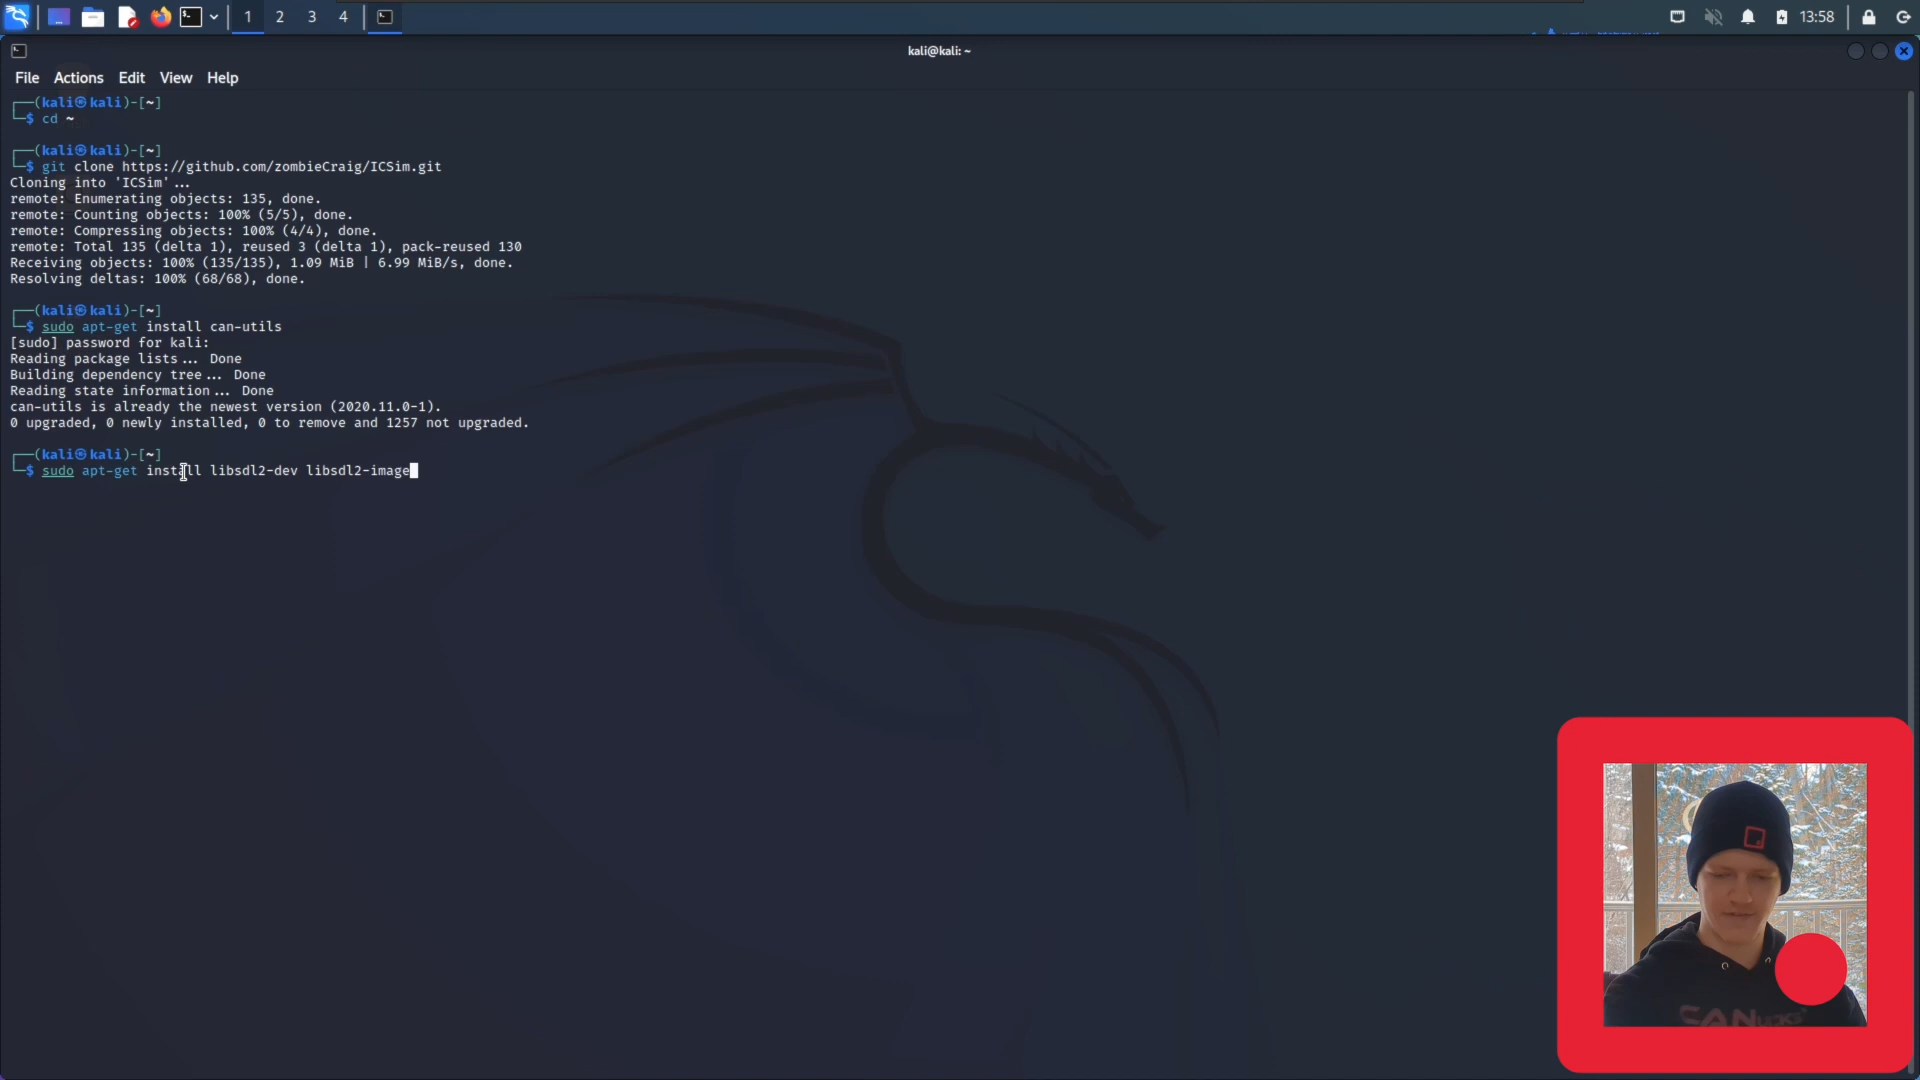 1 2 3 4
13:58
kali@kali: ~
File Actions Edit View Help
┌──(kali㉿kali)-[~]
└─$ cd ~
┌──(kali㉿kali)-[~]
└─$ git clone https://github.com/zombieCraig/ICSim.git
Cloning into 'ICSim'...
remote: Enumerating objects: 135, done.
remote: Counting objects: 100% (5/5), done.
remote: Compressing objects: 100% (4/4), done.
remote: Total 135 (delta 1), reused 3 (delta 1), pack-reused 130
Receiving objects: 100% (135/135), 1.09 MiB | 6.99 MiB/s, done.
Resolving deltas: 100% (68/68), done.
┌──(kali㉿kali)-[~]
└─$ sudo apt-get install can-utils
[sudo] password for kali:
Reading package lists... Done
Building dependency tree... Done
Reading state information... Done
can-utils is already the newest version (2020.11.0-1).
0 upgraded, 0 newly installed, 0 to remove and 1257 not upgraded.
┌──(kali㉿kali)-[~]
└─$ sudo apt-get install libsdl2-dev libsdl2-image